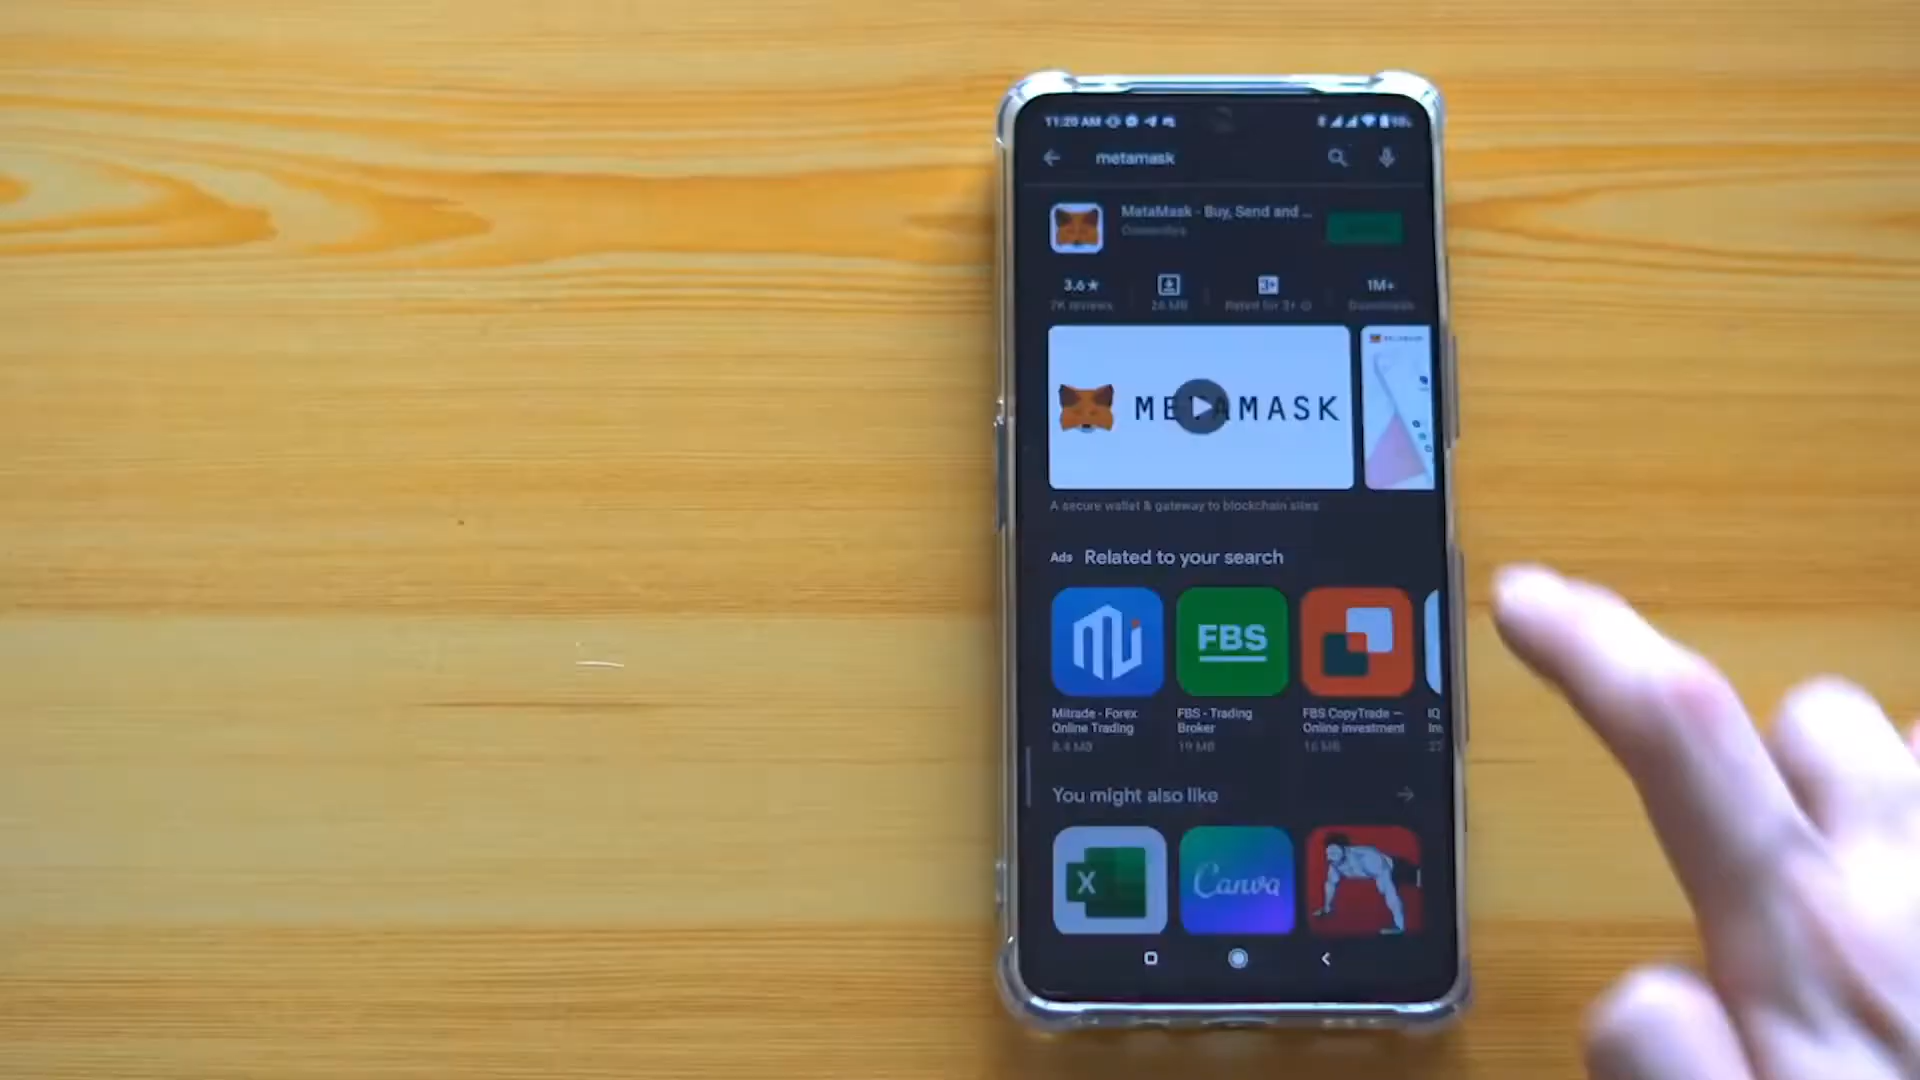 11:20 AM
metamask
MetaMask - Buy, Send and ...
3.6★
3+
1M+
7K reviews
26 MB
Rated for 3+
Downloads
METAMASK
A secure wallet & gateway to blockchain sites
Ads Related to your search
FBS
Mitrade - Forex
Online Trading
8.4 MB
FBS - Trading
Broker
19 MB
FBS CopyTrade –
Online investment
16 MB
IQ
You might also like
X
Canva